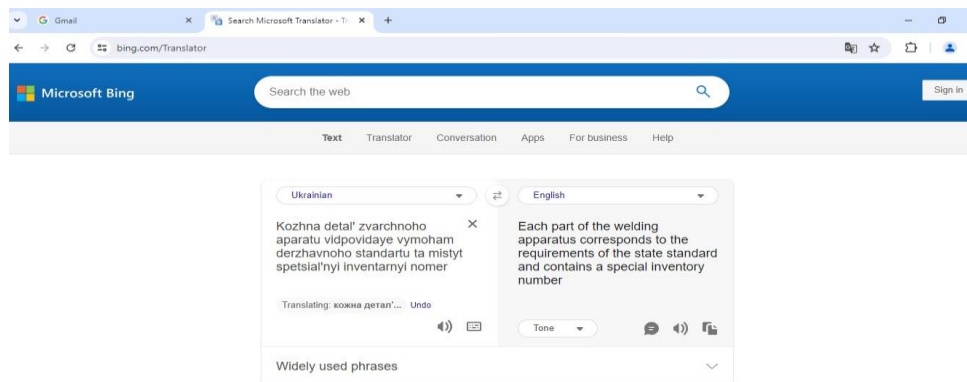 Gmail
Search Microsoft Translator - Tr
bing.com/Translator
Microsoft Bing
Search the web
Sign in
Text Translator Conversation Apps For business Help
Ukrainian
English
Kozhna detal' zvarchnoho
aparatu vidpovidaye vymoham
derzhavnoho standartu ta mistyt
spetsial'nyi inventarnyi nomer
Each part of the welding
apparatus corresponds to the
requirements of the state standard
and contains a special inventory
number
Translating: кожна детал'... Undo
Tone
Widely used phrases